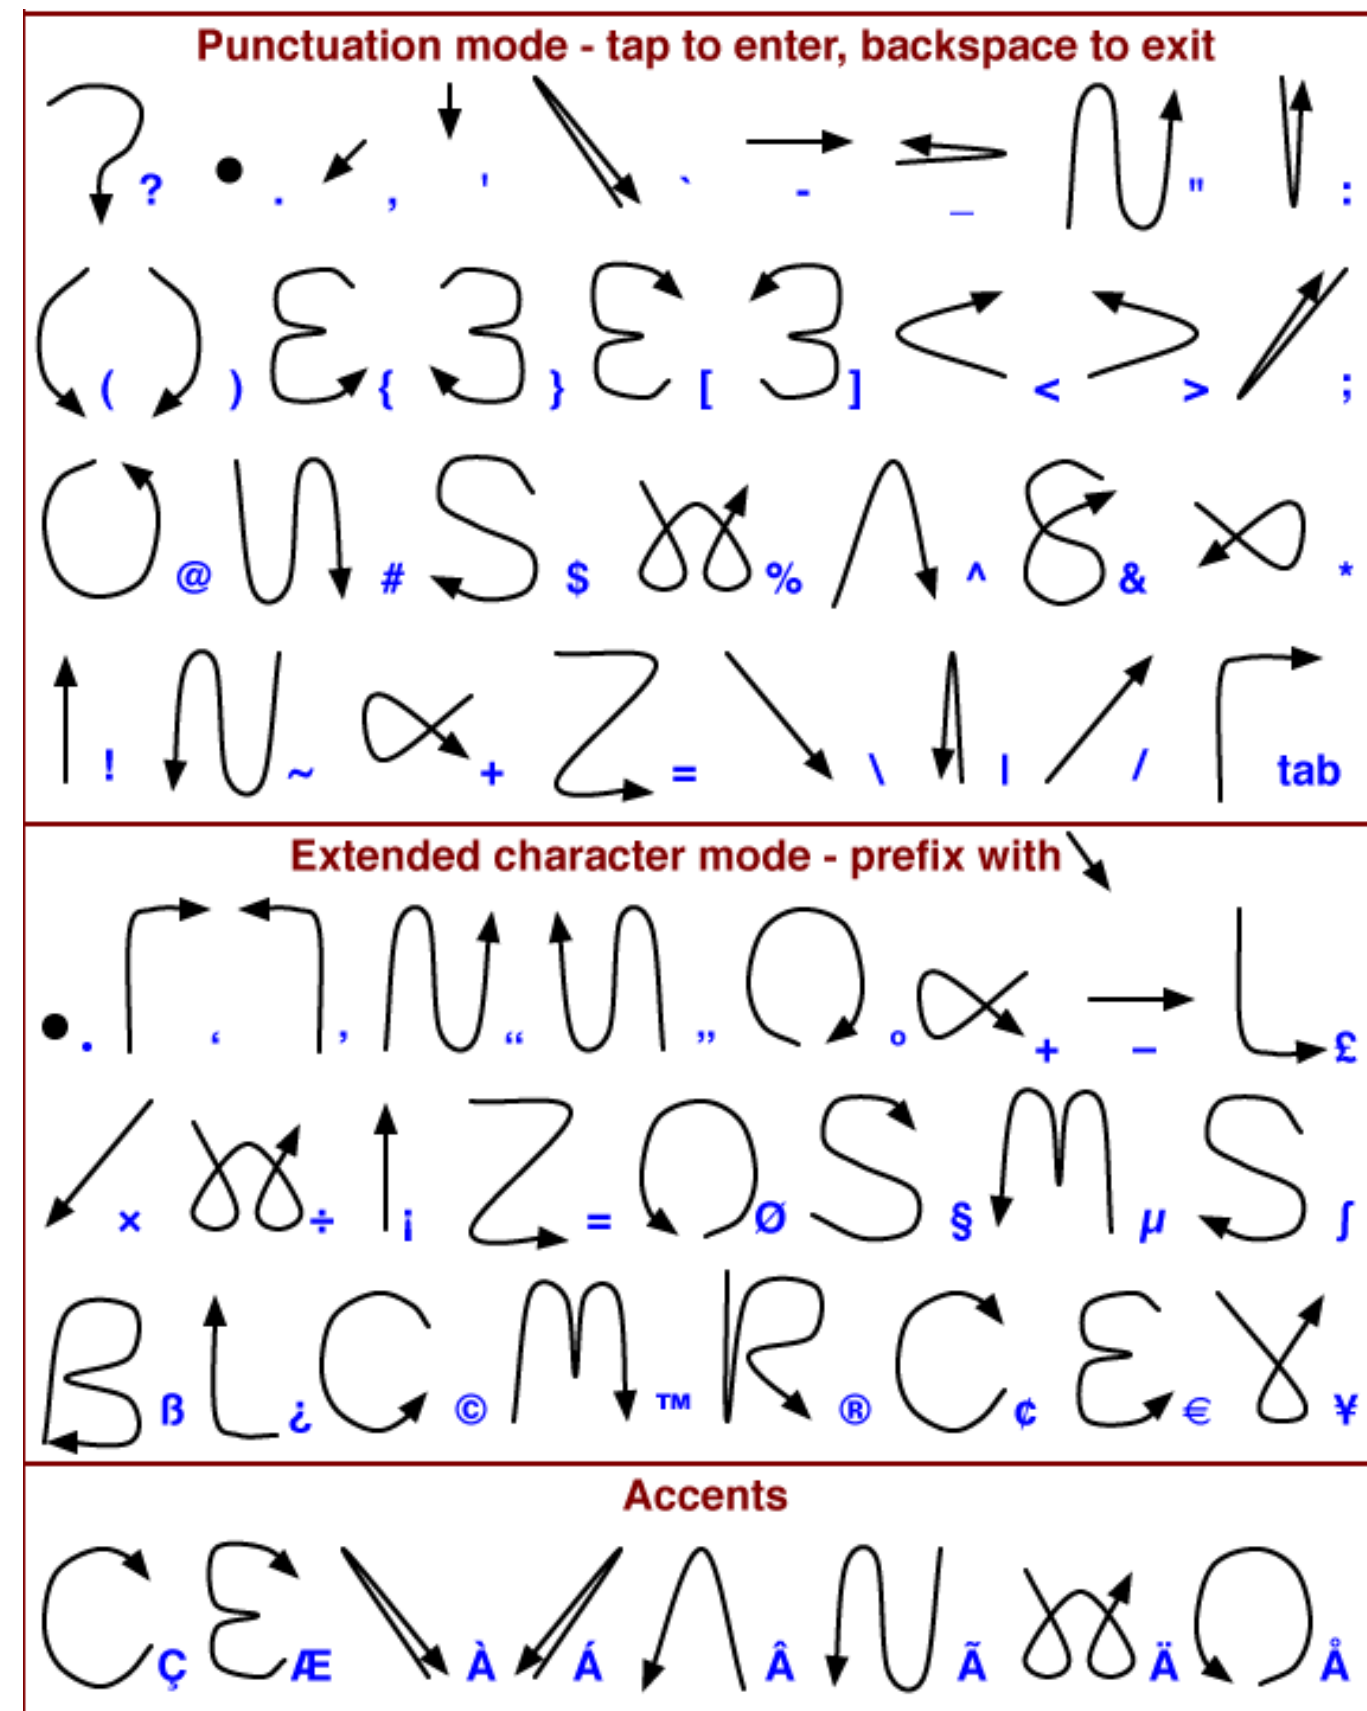 Punctuation mode - tap to enter, backspace to exit
? . , ' ` - _ " :
( ) { } [ ] < > ;
@ # $ % ^ & *
! ~ + = \ | / tab
Extended character mode - prefix with
. ‘ ’ “ ” º + – £
× ÷ ¡ = Ø § µ ∫
ß ¿ © ™ ® ¢ € ¥
Accents
Ç Æ À Á Â Ã Ä Å